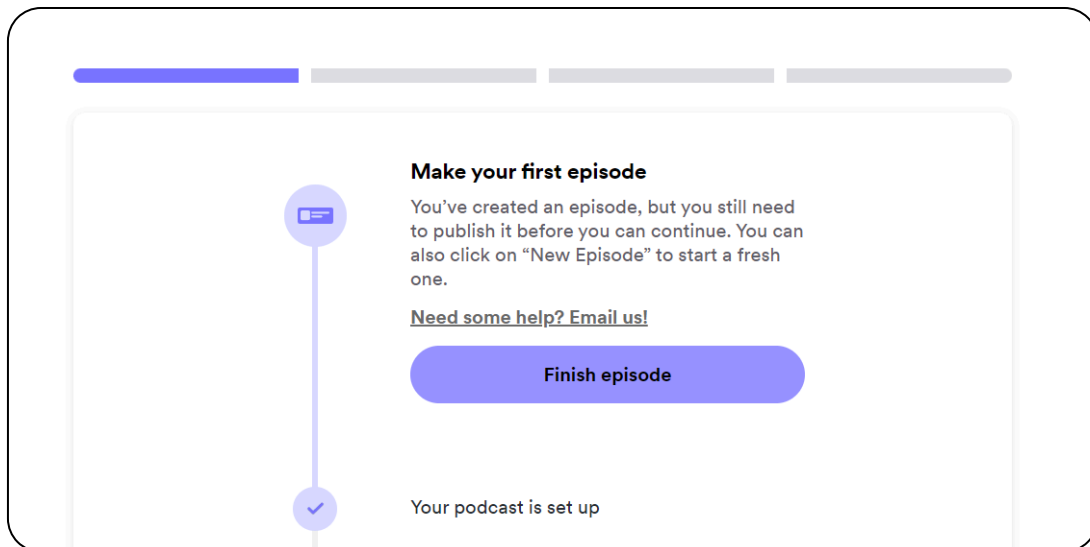 Make your first episode
You’ve created an episode, but you still need
to publish it before you can continue. You can
also click on “New Episode” to start a fresh
one.
Need some help? Email us!
Finish episode
Your podcast is set up